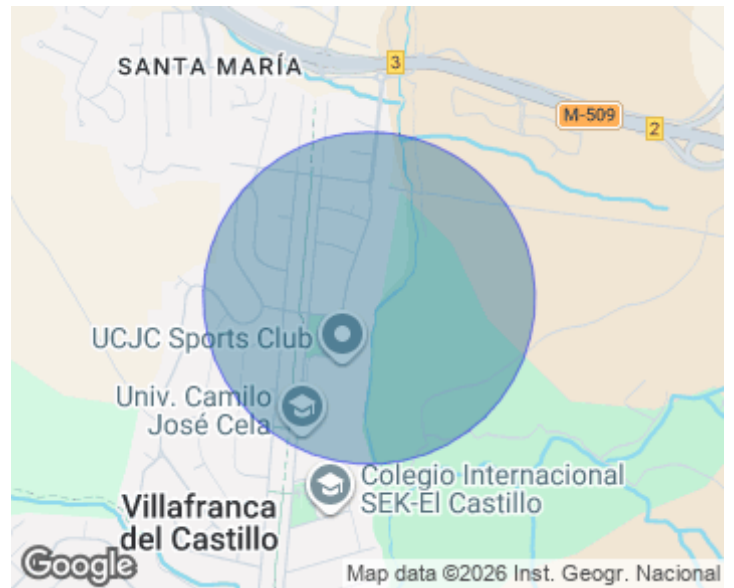 SANTA MARÍA
3
M-509
2
UCJC Sports Club
Univ. Camilo
José Cela
Colegio Internacional
SEK-El Castillo
Villafranca
del Castillo
Google
Map data ©2026 Inst. Geogr. Nacional